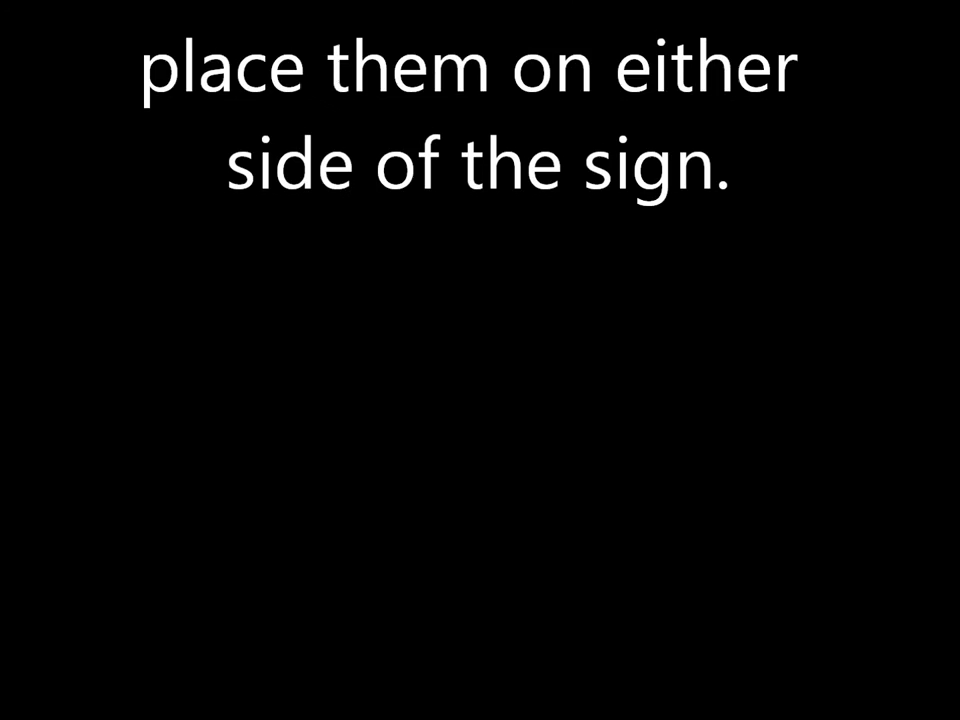 place them on either
side of the sign.